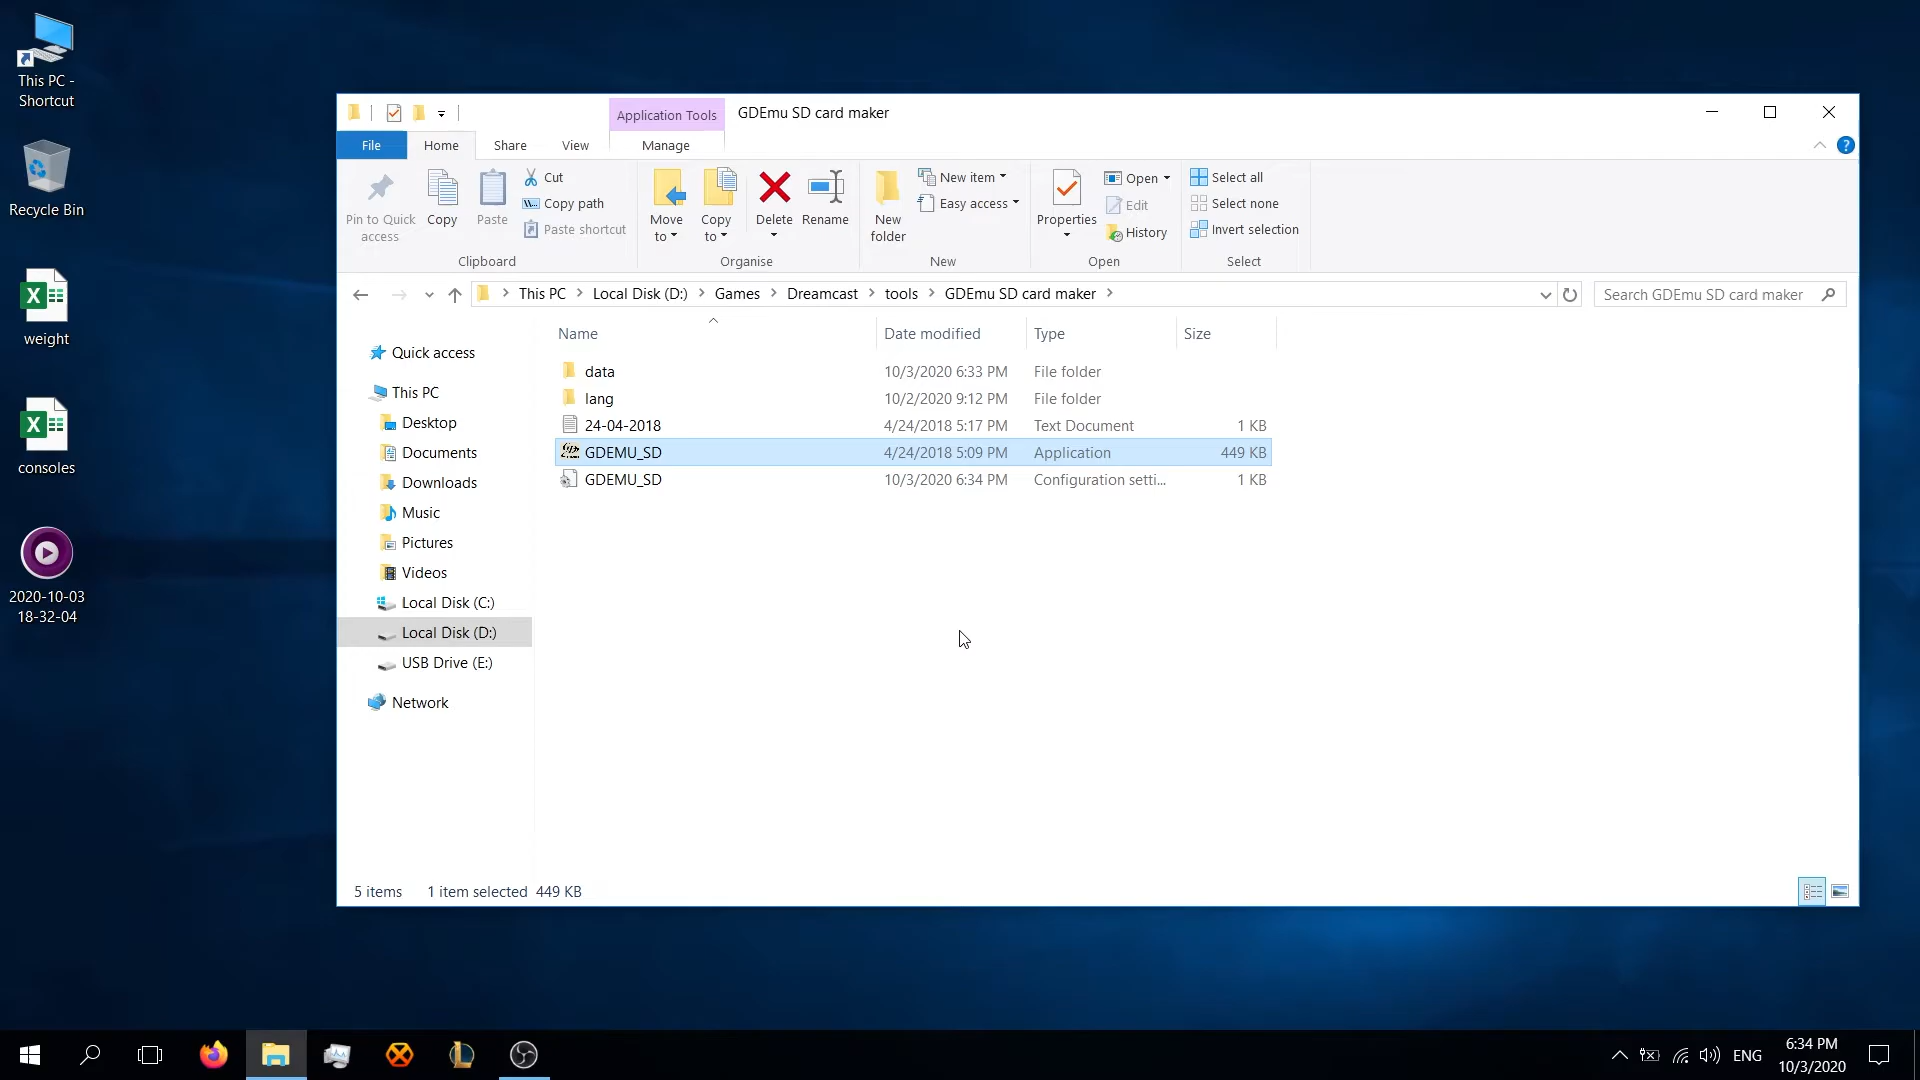 This PC -
Shortcut
Recycle Bin
weight
consoles
2020-10-03
18-32-04
Application Tools
GDEmu SD card maker
File
Home
Share
View
Manage
Pin to Quick
access
Copy
Paste
Cut
Copy path
Paste shortcut
Clipboard
Move
to
Copy
to
Delete
Rename
Organise
New
folder
New item
Easy access
New
Properties
Open
Edit
History
Open
Select all
Select none
Invert selection
Select
This PC > Local Disk (D:) > Games > Dreamcast > tools > GDEmu SD card maker >
Search GDEmu SD card maker
Quick access
This PC
Desktop
Documents
Downloads
Music
Pictures
Videos
Local Disk (C:)
Local Disk (D:)
USB Drive (E:)
Network
Name Date modified Type Size
data 10/3/2020 6:33 PM File folder
lang 10/2/2020 9:12 PM File folder
24-04-2018 4/24/2018 5:17 PM Text Document 1 KB
GDEMU_SD 4/24/2018 5:09 PM Application 449 KB
GDEMU_SD 10/3/2020 6:34 PM Configuration setti... 1 KB
5 items 1 item selected 449 KB
ENG
6:34 PM
10/3/2020